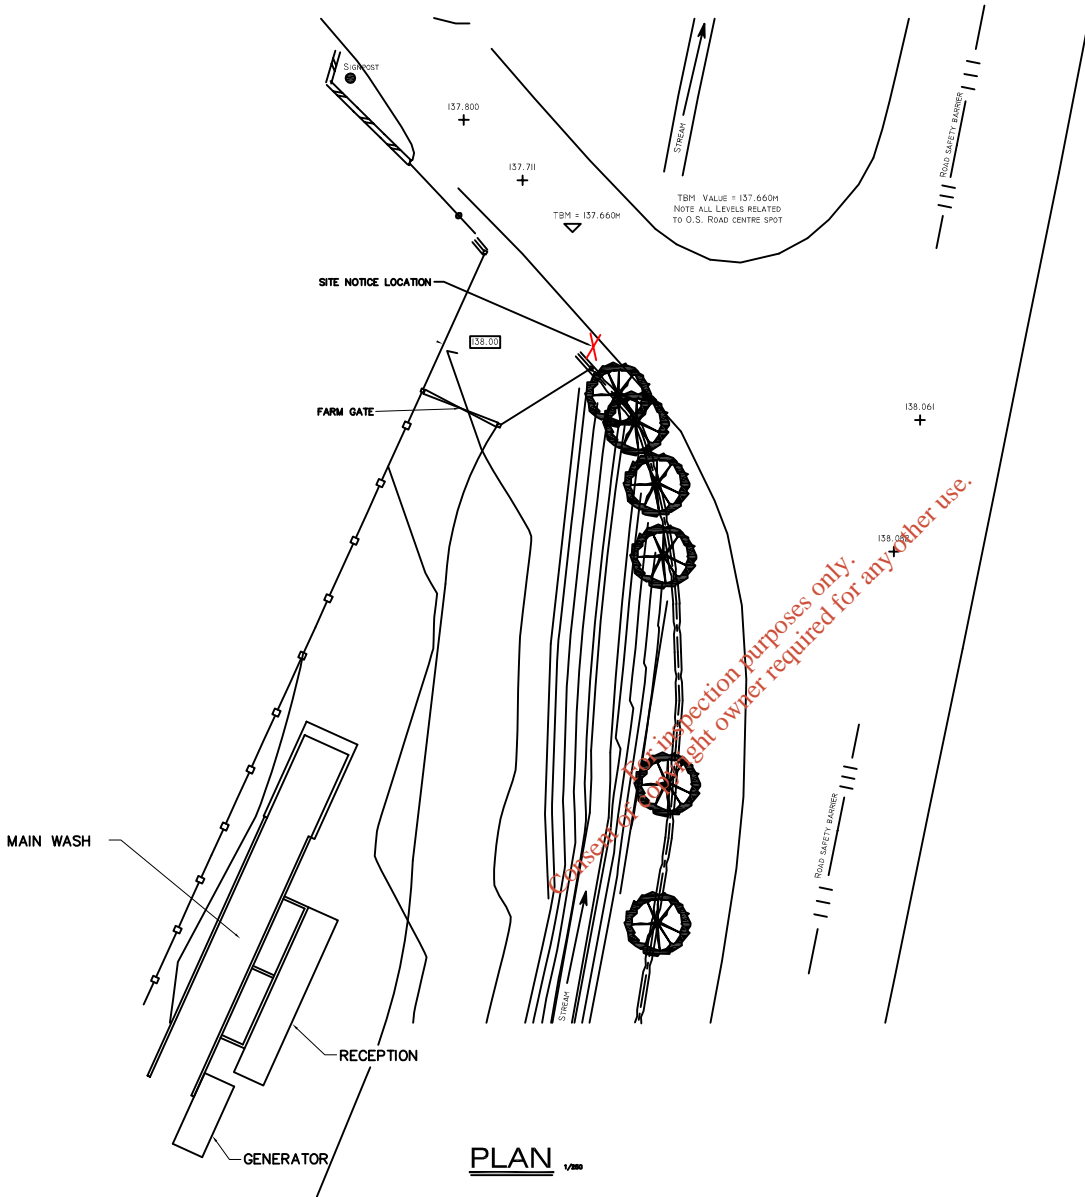 SIGNPOST
137.800
137.711
TBM = 137.660M
STREAM
TBM VALUE = 137.660M
NOTE ALL LEVELS RELATED
TO O.S. ROAD CENTRE SPOT
ROAD SAFETY BARRIER
SITE NOTICE LOCATION
138.00
FARM GATE
138.061
For inspection purposes only.
Consent of copyright owner required for any other use.
MAIN WASH
ROAD SAFETY BARRIER
STREAM
RECEPTION
GENERATOR
PLAN